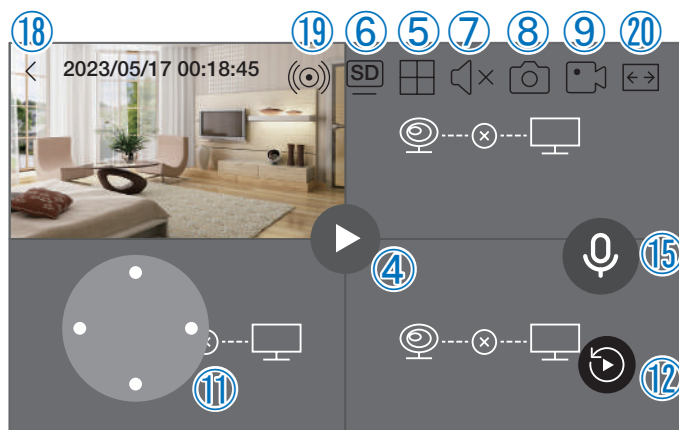 ⑱ ⑲ ⑥ ⑤ ⑦ ⑧ ⑨ ⑳
2023/05/17 00:18:45 SD
④ ⑮
⑪ ⑫